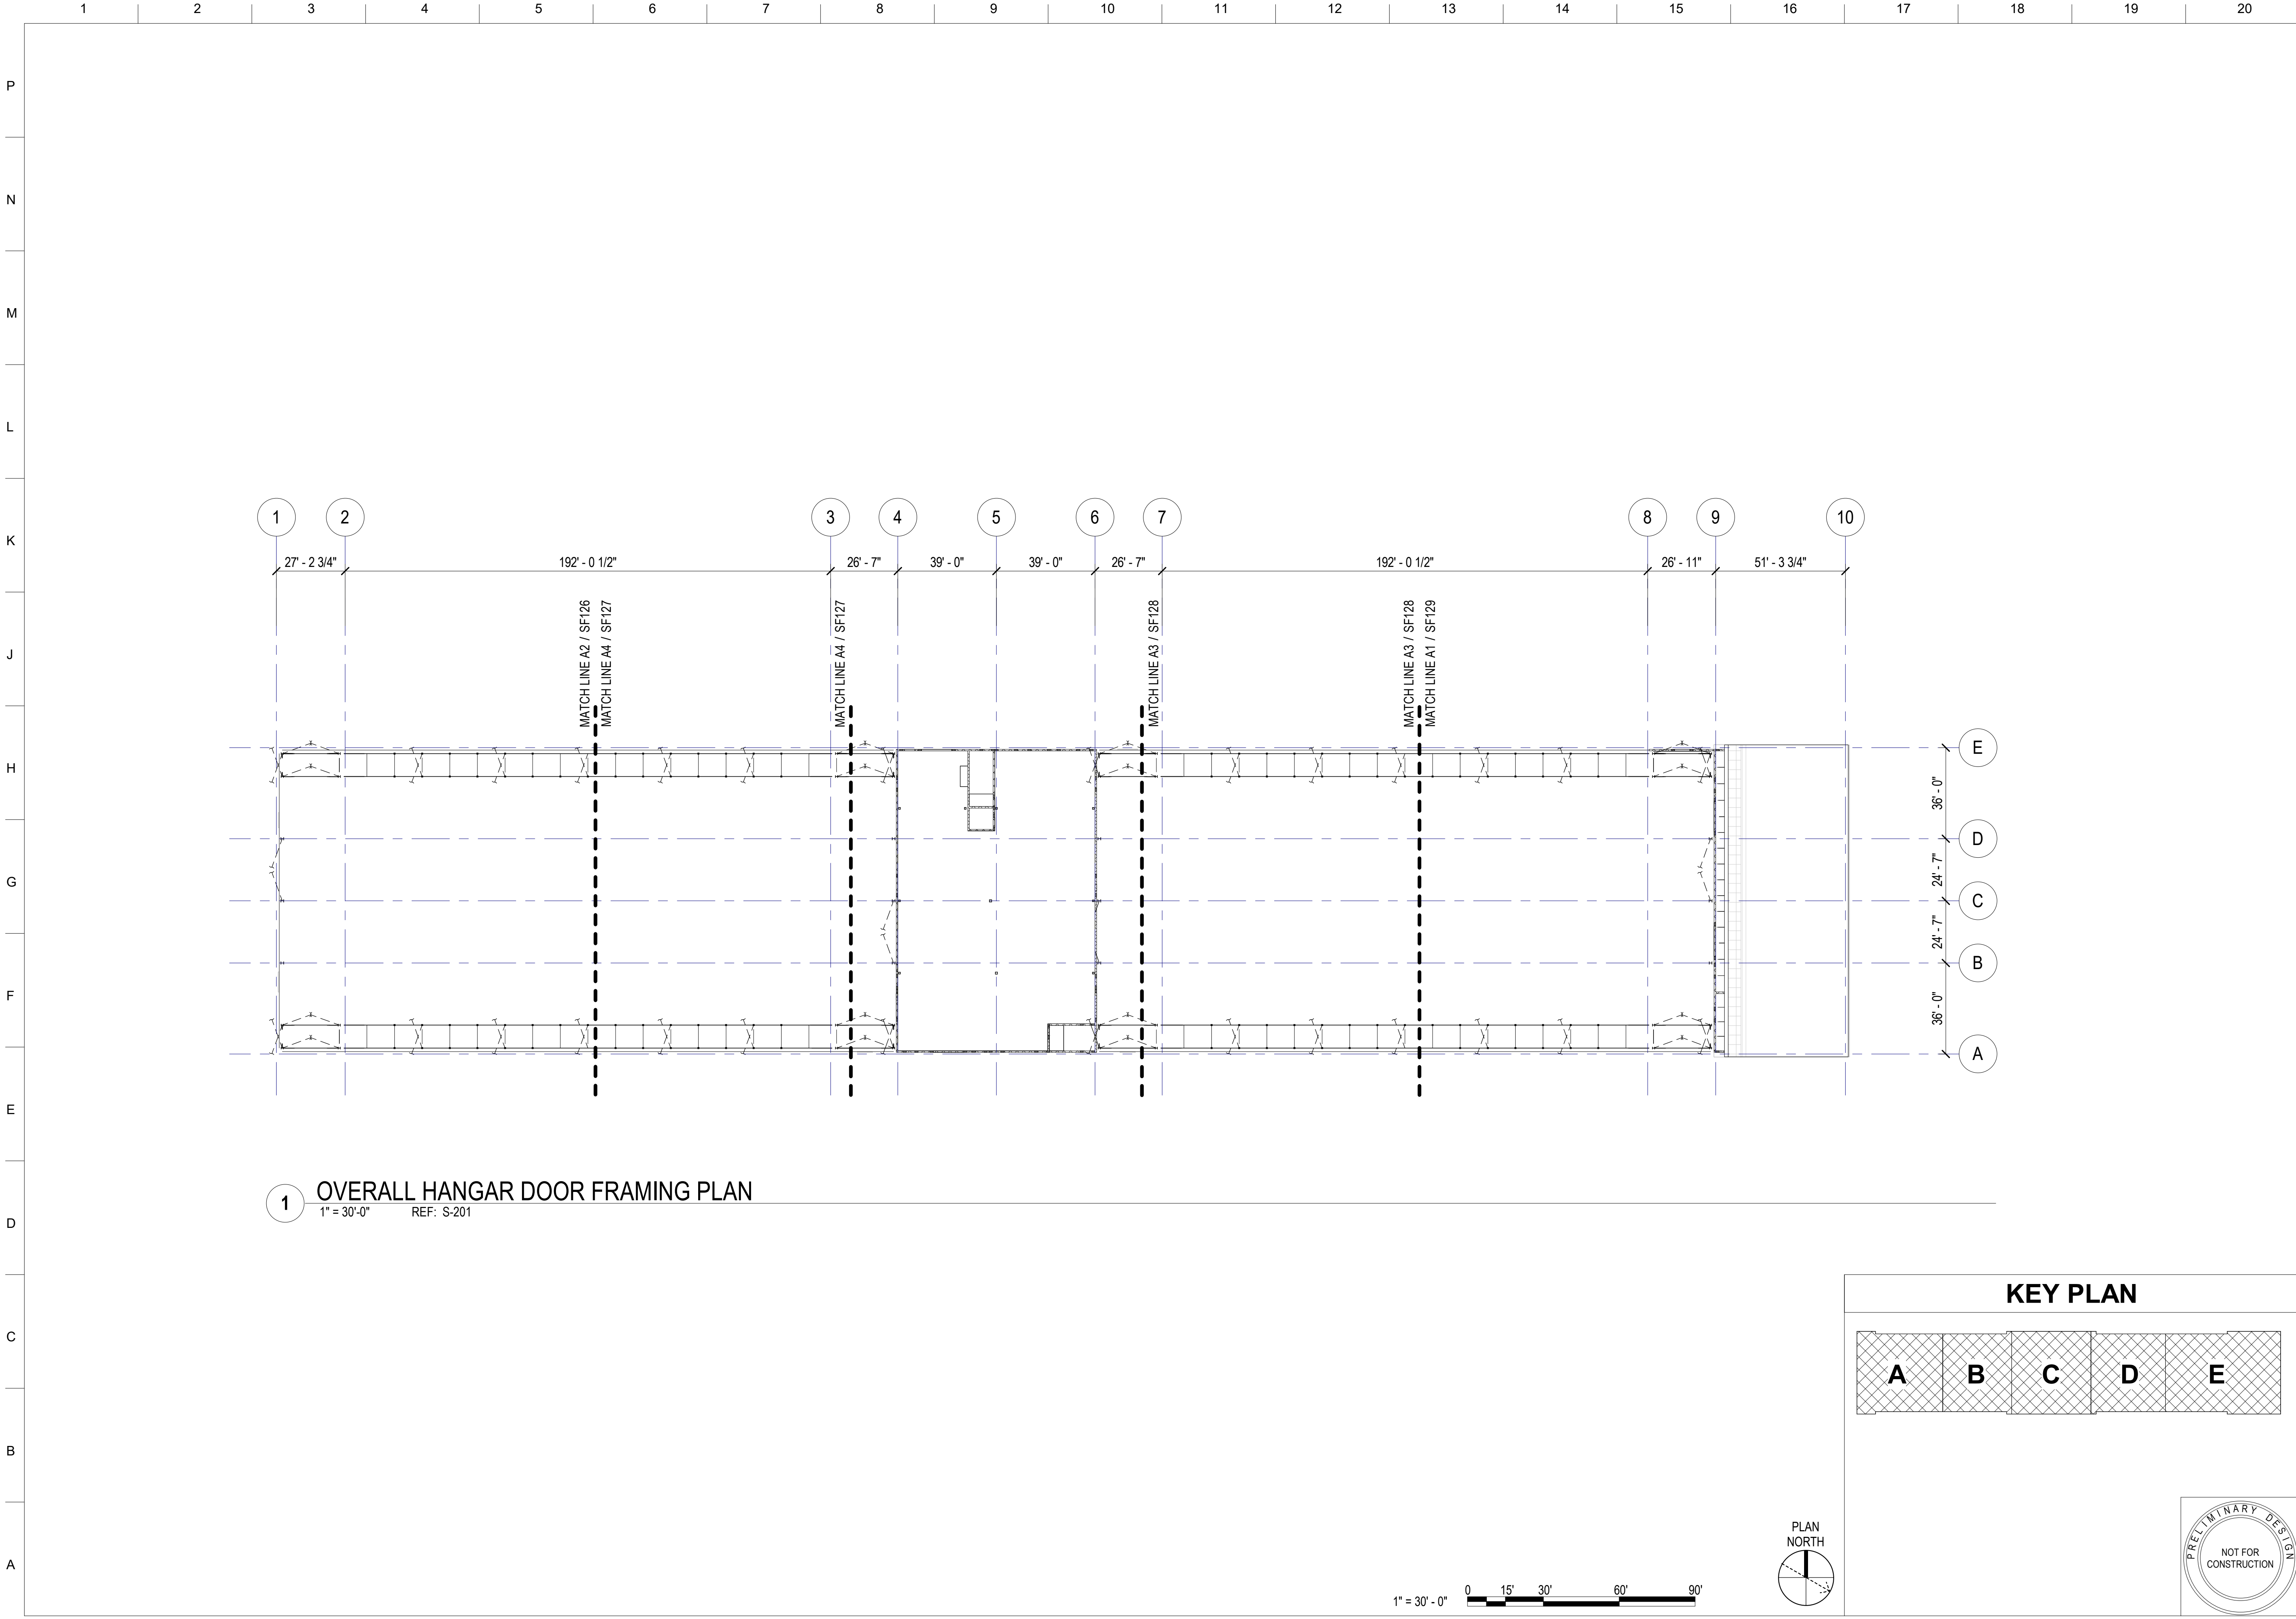 1 2 3 4 5 6 7 8 9 10 11 12 13 14 15 16 17 18 19 20
P
N
M
L
K
J
H
G
F
E
D
C
B
A
1 2 3 4 5 6 7 8 9 10
27' - 2 3/4" 192' - 0 1/2" 26' - 7" 39' - 0" 39' - 0" 26' - 7" 192' - 0 1/2" 26' - 11" 51' - 3 3/4"
MATCH LINE A2 / SF126
MATCH LINE A4 / SF127
MATCH LINE A4 / SF127
MATCH LINE A3 / SF128
MATCH LINE A3 / SF128
MATCH LINE A1 / SF129
E
36' - 0"
D
24' - 7"
C
24' - 7"
B
36' - 0"
A
1 OVERALL HANGAR DOOR FRAMING PLAN
1" = 30'-0" REF: S-201
KEY PLAN
A B C D E
PLAN
NORTH
1" = 30' - 0" 0 15' 30' 60' 90'
PRELIMINARY DESIGN
NOT FOR
CONSTRUCTION